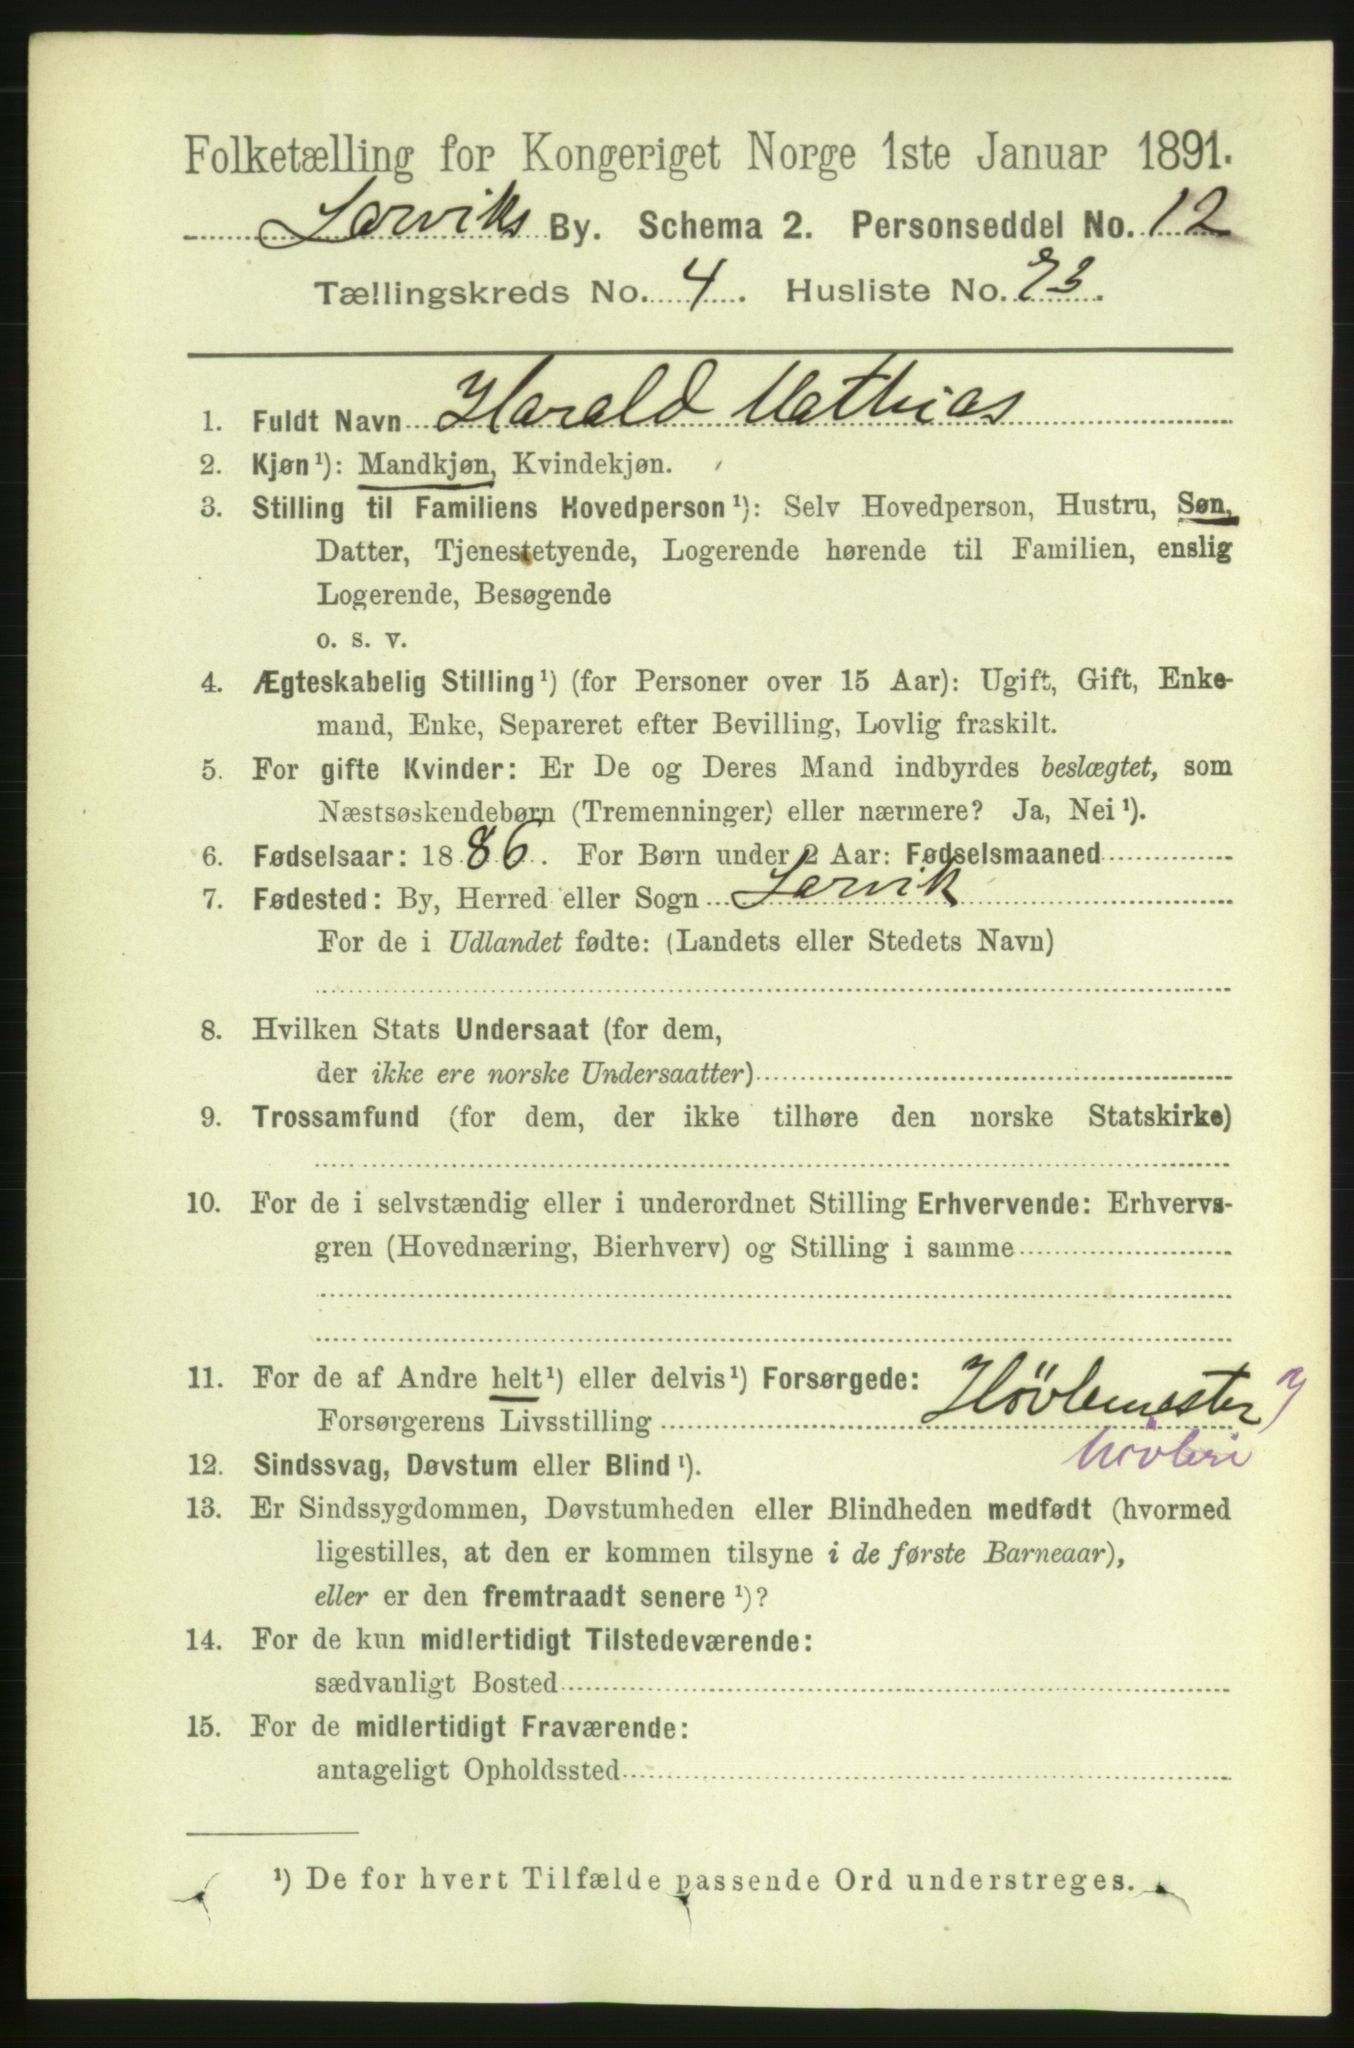 Folketælling for Kongeriget Norge 1ste Januar 1891.
Larviks By. Schema 2. Personseddel No. 12
Tællingskreds No. 4. Husliste No. 73.
1. Fuldt Navn Harald Mathias
2. Kjøn¹): Mandkjøn, Kvindekjøn.
3. Stilling til Familiens Hovedperson¹): Selv Hovedperson, Hustru, Søn,
Datter, Tjenestetyende, Logerende hørende til Familien, enslig
Logerende, Besøgende
o. s. v.
4. Ægteskabelig Stilling¹) (for Personer over 15 Aar): Ugift, Gift, Enke-
mand, Enke, Separeret efter Bevilling, Lovlig fraskilt.
5. For gifte Kvinder: Er De og Deres Mand indbyrdes beslægtet, som
Næstsøskendebørn (Tremenninger) eller nærmere? Ja, Nei¹).
6. Fødselsaar: 1886. For Børn under 2 Aar: Fødselsmaaned
7. Fødested: By, Herred eller Sogn Larvik
For de i Udlandet fødte: (Landets eller Stedets Navn)
8. Hvilken Stats Undersaat (for dem,
der ikke ere norske Undersaatter)
9. Trossamfund (for dem, der ikke tilhøre den norske Statskirke)
10. For de i selvstændig eller i underordnet Stilling Erhvervende: Erhvervs-
gren (Hovednæring, Bierhverv) og Stilling i samme
11. For de af Andre helt¹) eller delvis¹) Forsørgede:
Forsørgerens Livsstilling Høvlemester
høvleri
12. Sindssvag, Døvstum eller Blind¹).
13. Er Sindssygdommen, Døvstumheden eller Blindheden medfødt (hvormed
ligestilles, at den er kommen tilsyne i de første Barneaar),
eller er den fremtraadt senere¹)?
14. For de kun midlertidigt Tilstedeværende:
sædvanligt Bosted
15. For de midlertidigt Fraværende:
antageligt Opholdssted
¹) De for hvert Tilfælde passende Ord understreges.